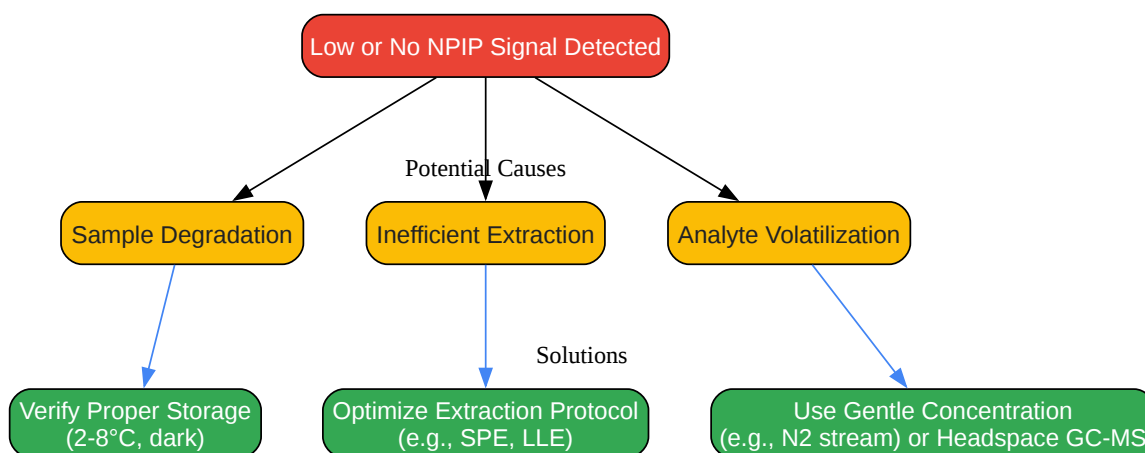 Low or No NPIP Signal Detected
Potential Causes
Sample Degradation
Inefficient Extraction
Analyte Volatilization
Solutions
Verify Proper Storage
(2-8°C, dark)
Optimize Extraction Protocol
(e.g., SPE, LLE)
Use Gentle Concentration
(e.g., N2 stream) or Headspace GC-MS